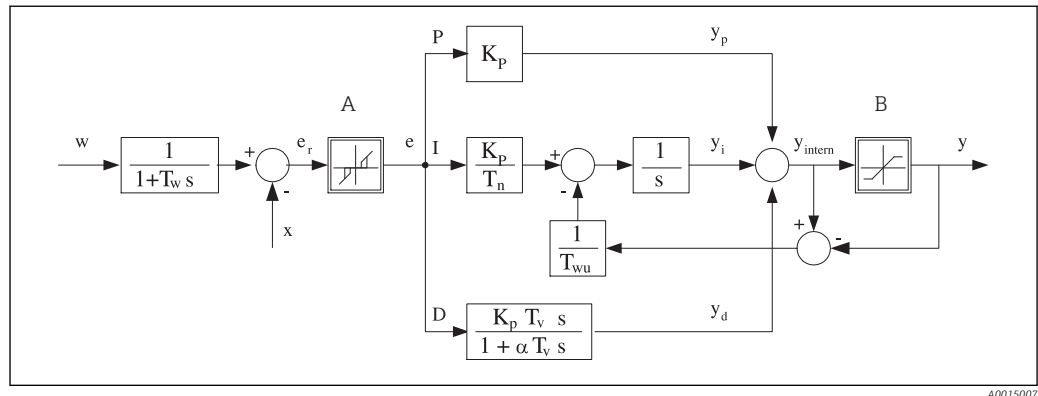 P
K_P
y_p
A
B
w
1
1+T_w s
+
-
e_r
e
I
K_P
T_n
+
-
1
s
y_i
y_intern
y
x
1
T_wu
+
-
D
K_p T_v s
1 + α T_v s
y_d
A0015007